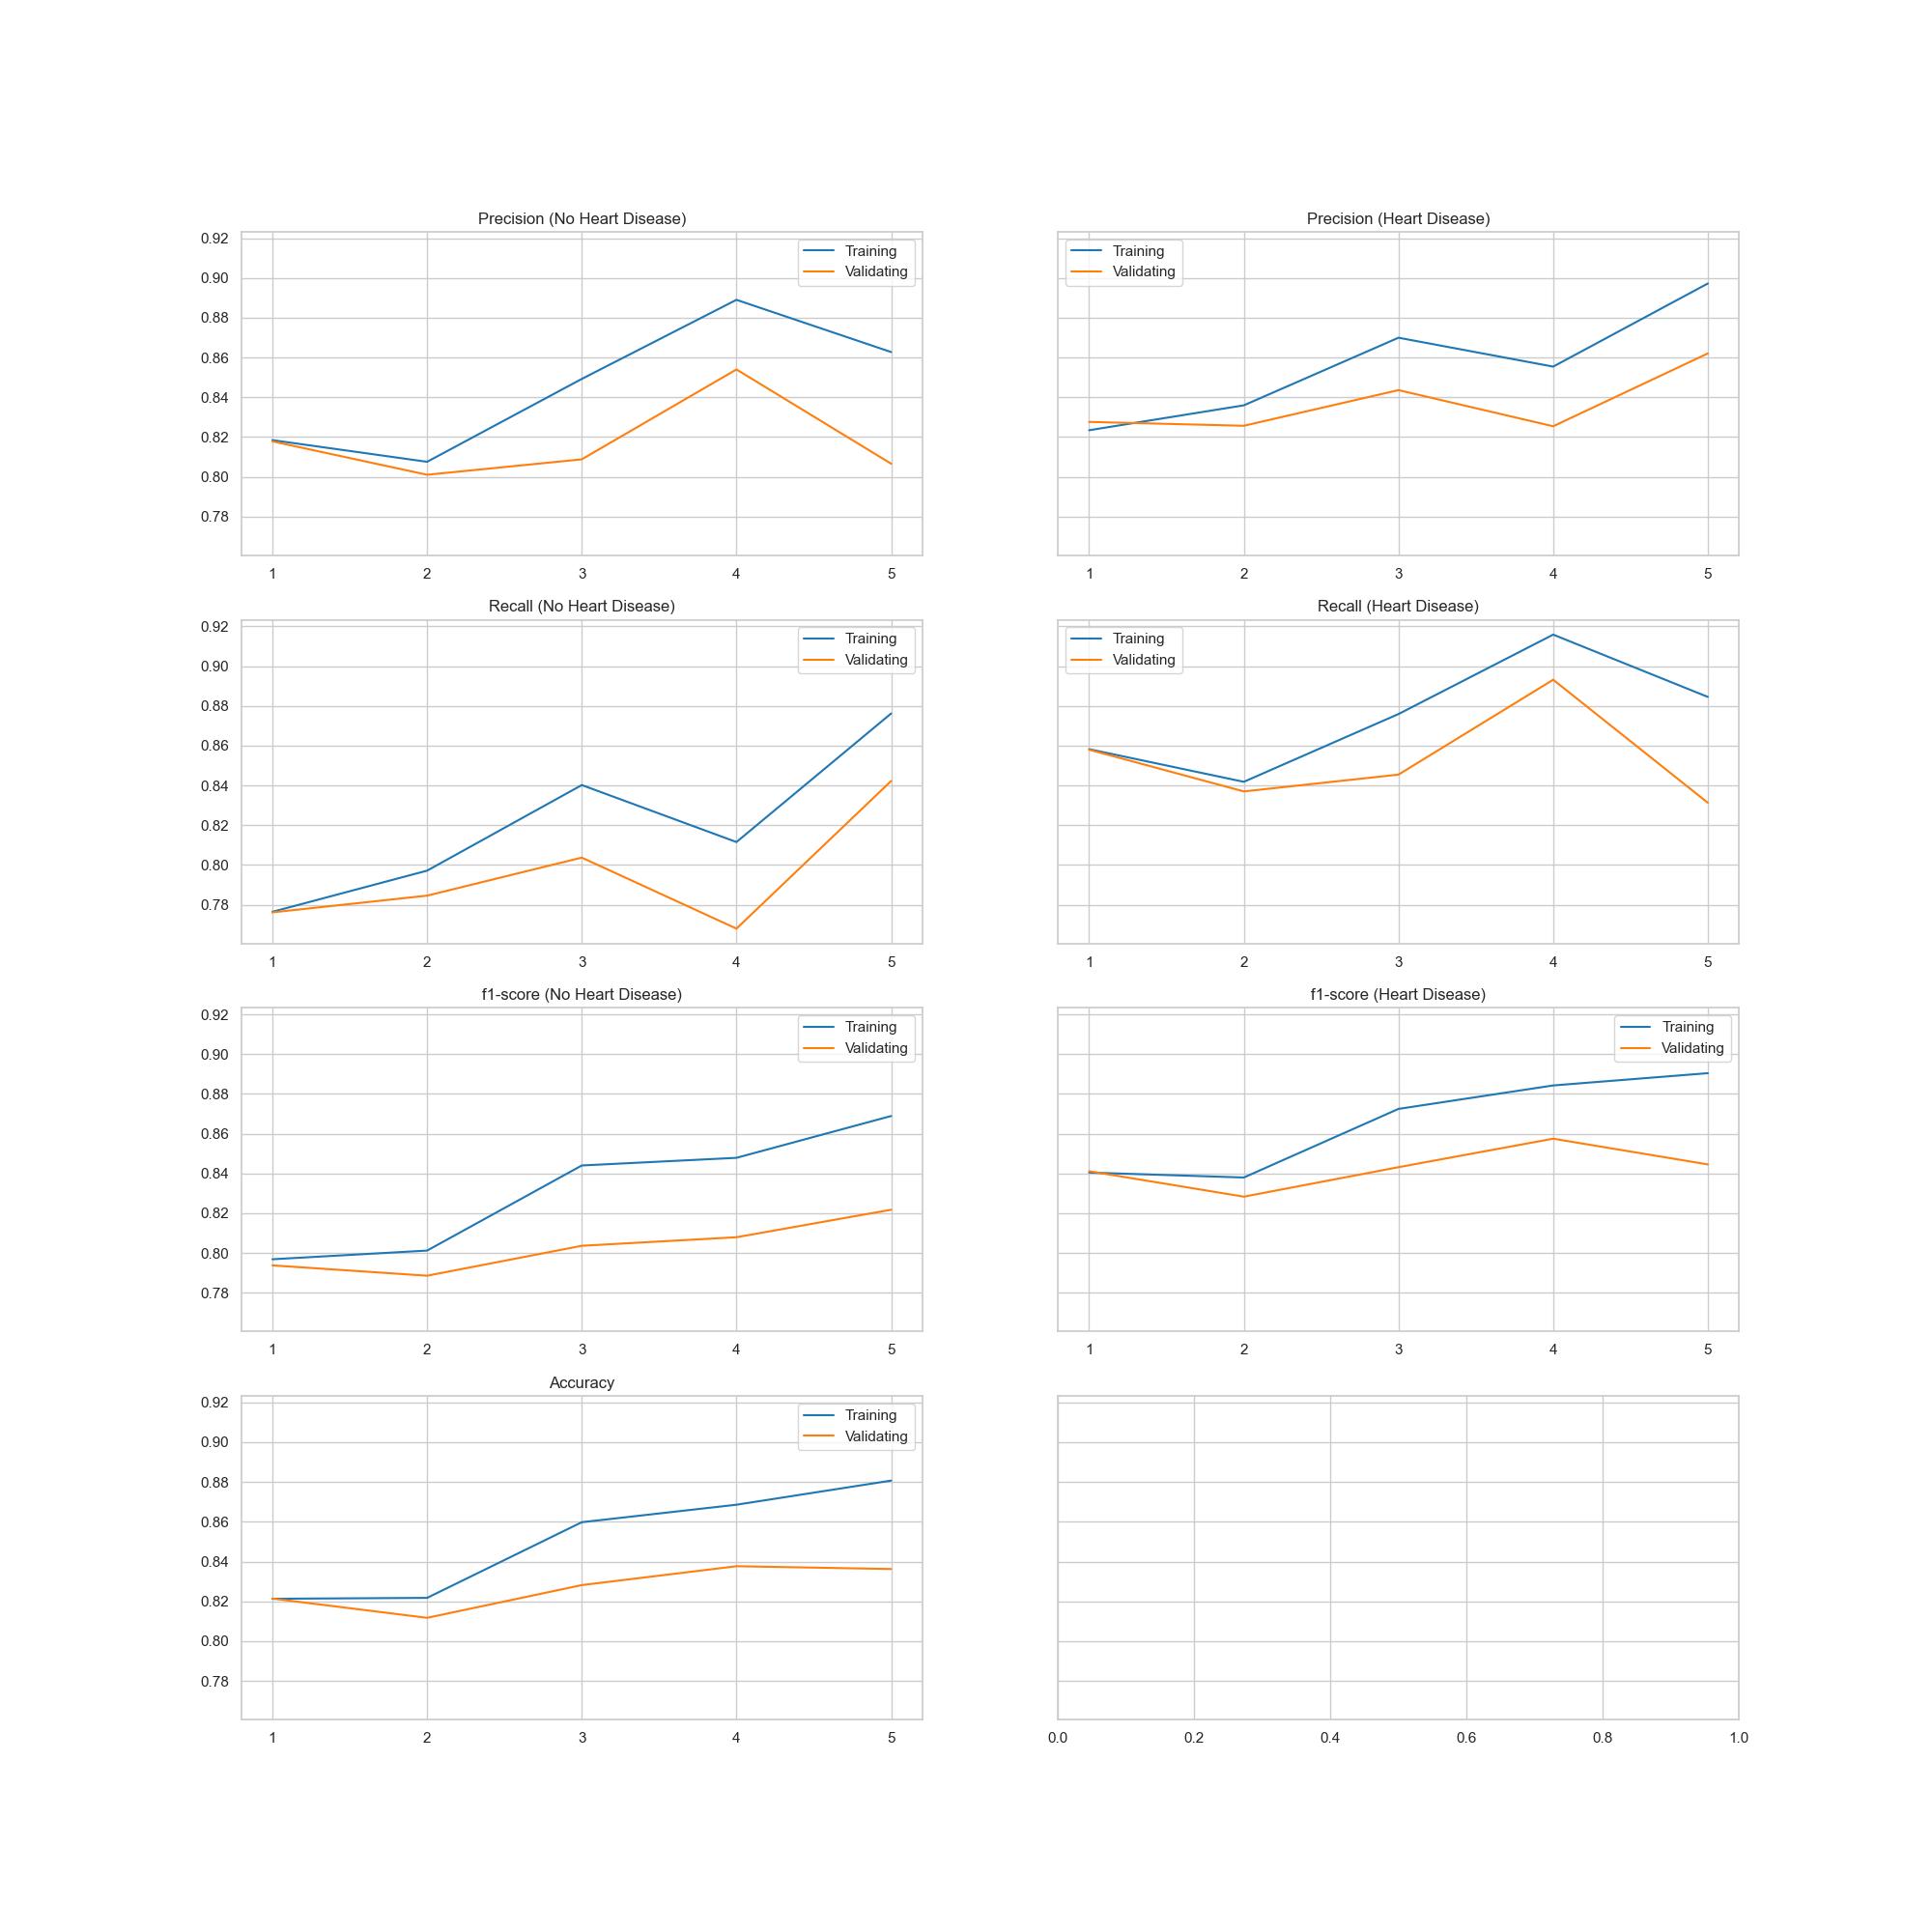 Precision (No Heart Disease)
0.92
0.90
0.88
0.86
0.84
0.82
0.80
0.78
Training
Validating
1 2 3 4 5
Precision (Heart Disease)
Training
Validating
1 2 3 4 5
Recall (No Heart Disease)
0.92
0.90
0.88
0.86
0.84
0.82
0.80
0.78
Training
Validating
1 2 3 4 5
Recall (Heart Disease)
Training
Validating
1 2 3 4 5
f1-score (No Heart Disease)
0.92
0.90
0.88
0.86
0.84
0.82
0.80
0.78
Training
Validating
1 2 3 4 5
f1-score (Heart Disease)
Training
Validating
1 2 3 4 5
Accuracy
0.92
0.90
0.88
0.86
0.84
0.82
0.80
0.78
Training
Validating
1 2 3 4 5
0.0 0.2 0.4 0.6 0.8 1.0